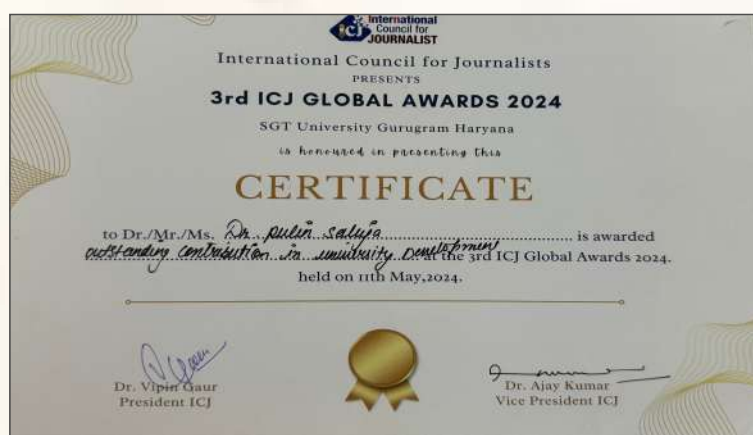 ICJ
International
Council for
JOURNALIST
International Council for Journalists
PRESENTS
3rd ICJ GLOBAL AWARDS 2024
SGT University Gurugram Haryana
is honoured in presenting this
CERTIFICATE
to Dr./Mr./Ms. Dr. pulin saluja is awarded
outstanding contribution in university Development at the 3rd ICJ Global Awards 2024.
held on 11th May,2024.
Dr. Vipin Gaur
President ICJ
Dr. Ajay Kumar
Vice President ICJ